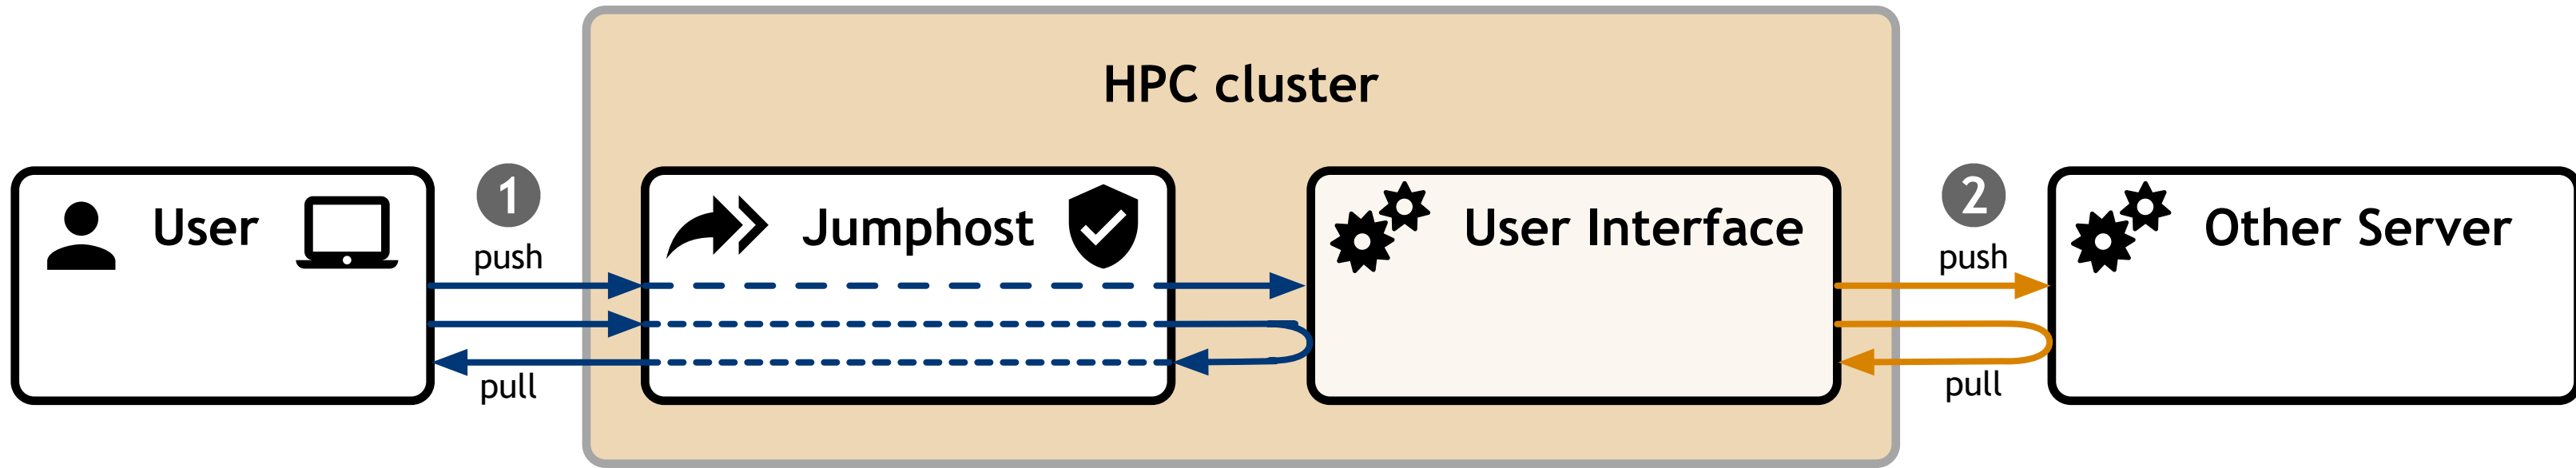 HPC cluster
User
1
push
pull
Jumphost
User Interface
2
push
pull
Other Server